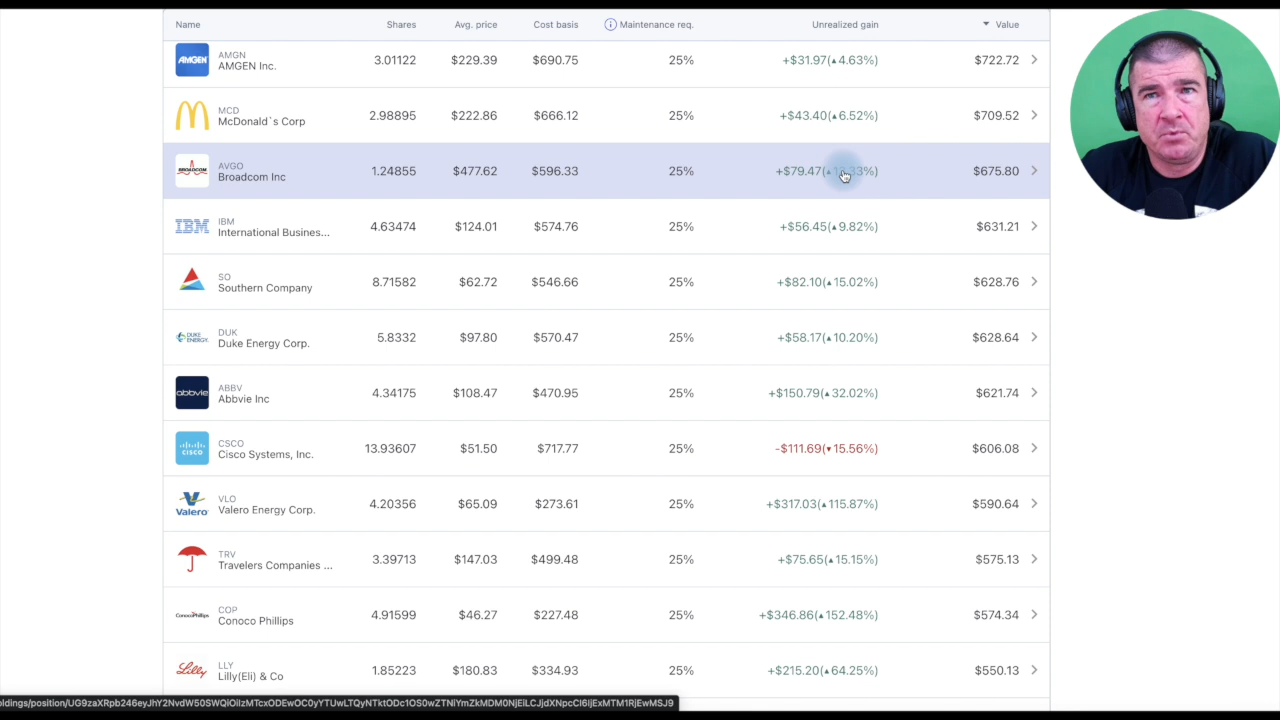 Name Shares Avg. price Cost basis Maintenance req. Unrealized gain Value
AMGEN
AMGN
AMGEN Inc.
3.01122 $229.39 $690.75 25% +$31.97(▲4.63%) $722.72
MCD
McDonald`s Corp
2.98895 $222.86 $666.12 25% +$43.40(▲6.52%) $709.52
BROADCOM
AVGO
Broadcom Inc
1.24855 $477.62 $596.33 25% +$79.47(▲ $675.80
IBM
IBM
International Busines...
4.63474 $124.01 $574.76 25% +$56.45(▲9.82%) $631.21
SO
Southern Company
8.71582 $62.72 $546.66 25% +$82.10(▲15.02%) $628.76
DUKE ENERGY.
DUK
Duke Energy Corp.
5.8332 $97.80 $570.47 25% +$58.17(▲10.20%) $628.64
abbvie
ABBV
Abbvie Inc
4.34175 $108.47 $470.95 25% +$150.79(▲32.02%) $621.74
CISCO
CSCO
Cisco Systems, Inc.
13.93607 $51.50 $717.77 25% -$111.69(▼15.56%) $606.08
Valero
VLO
Valero Energy Corp.
4.20356 $65.09 $273.61 25% +$317.03(▲115.87%) $590.64
TRV
Travelers Companies ...
3.39713 $147.03 $499.48 25% +$75.65(▲15.15%) $575.13
ConocoPhillips
COP
Conoco Phillips
4.91599 $46.27 $227.48 25% +$346.86(▲152.48%) $574.34
Lilly
LLY
Lilly(Eli) & Co
1.85223 $180.83 $334.93 25% +$215.20(▲64.25%) $550.13